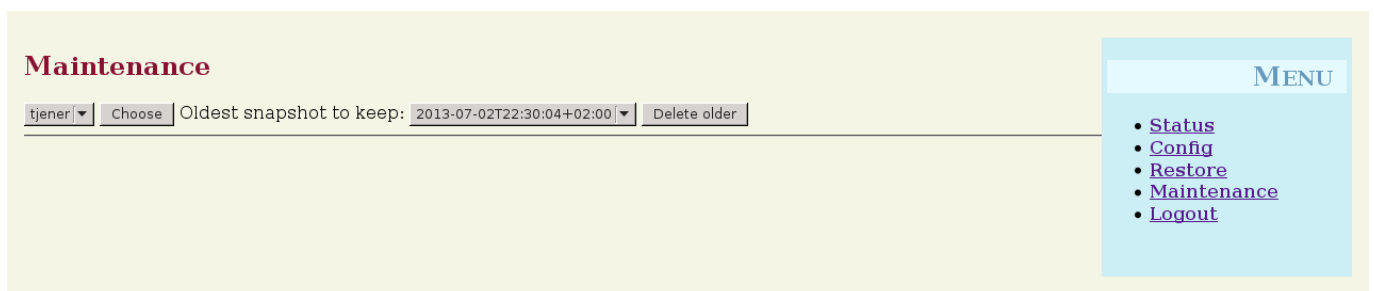 Maintenance
tjener Choose Oldest snapshot to keep: 2013-07-02T22:30:04+02:00 Delete older
MENU
Status
Config
Restore
Maintenance
Logout